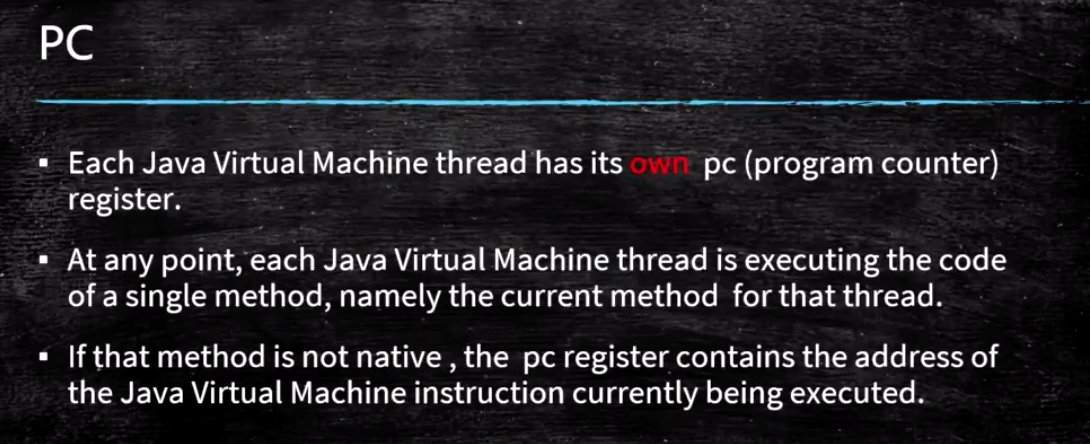 PC
▪ Each Java Virtual Machine thread has its own pc (program counter)
register.
▪ At any point, each Java Virtual Machine thread is executing the code
of a single method, namely the current method for that thread.
▪ If that method is not native , the pc register contains the address of
the Java Virtual Machine instruction currently being executed.